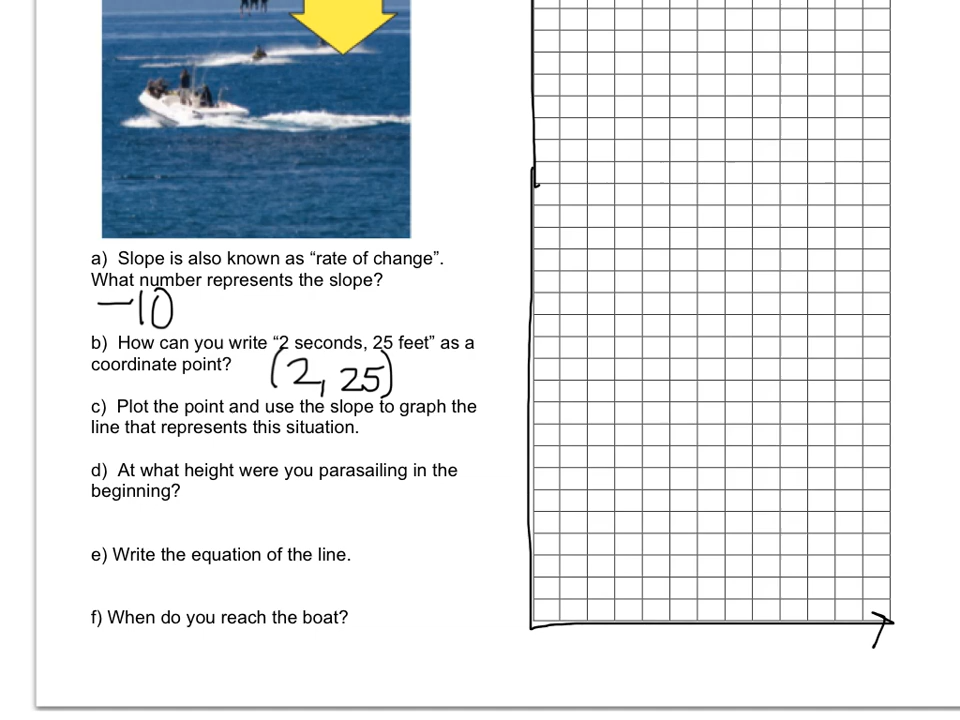 a) Slope is also known as “rate of change”.
What number represents the slope?
-10
b) How can you write “2 seconds, 25 feet” as a
coordinate point?
(2, 25)
c) Plot the point and use the slope to graph the
line that represents this situation.
d) At what height were you parasailing in the
beginning?
e) Write the equation of the line.
f) When do you reach the boat?